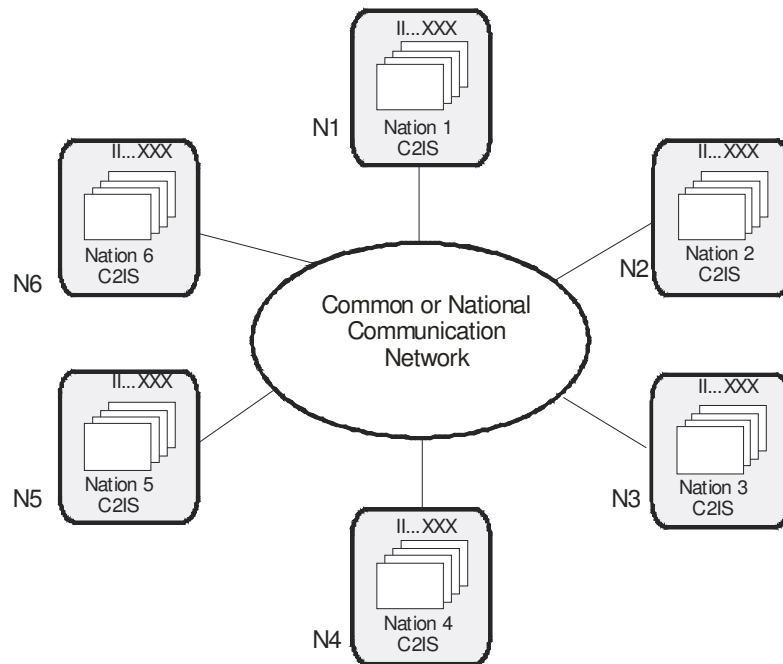 II...XXX
Nation 1
C2IS
N1
II...XXX
Nation 6
C2IS
N6
II...XXX
Nation 2
C2IS
N2
Common or National
Communication
Network
II...XXX
Nation 5
C2IS
N5
II...XXX
Nation 3
C2IS
N3
II...XXX
Nation 4
C2IS
N4